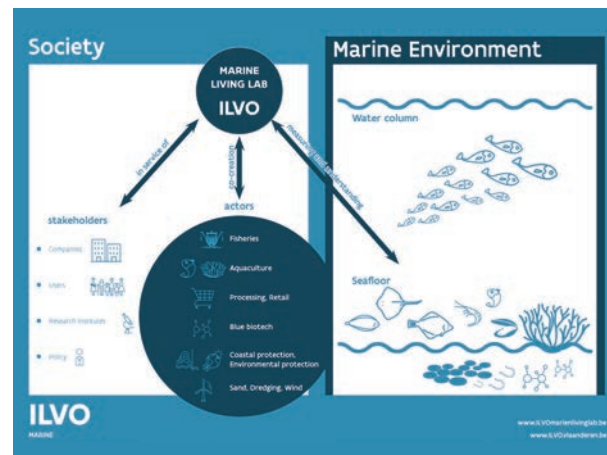 Society
MARINE
LIVING LAB
ILVO
in service of
co-creation
measuring and understanding
stakeholders
Companies
Users
Research institutes
Policy
actors
Fisheries
Aquaculture
Processing, Retail
Blue biotech
Coastal protection,
Environmental protection
Sand, Dredging, Wind
Marine Environment
Water column
Seafloor
ILVO
MARINE
www.ILVOmarienlivinglab.be
www.ILVOvlaanderen.be